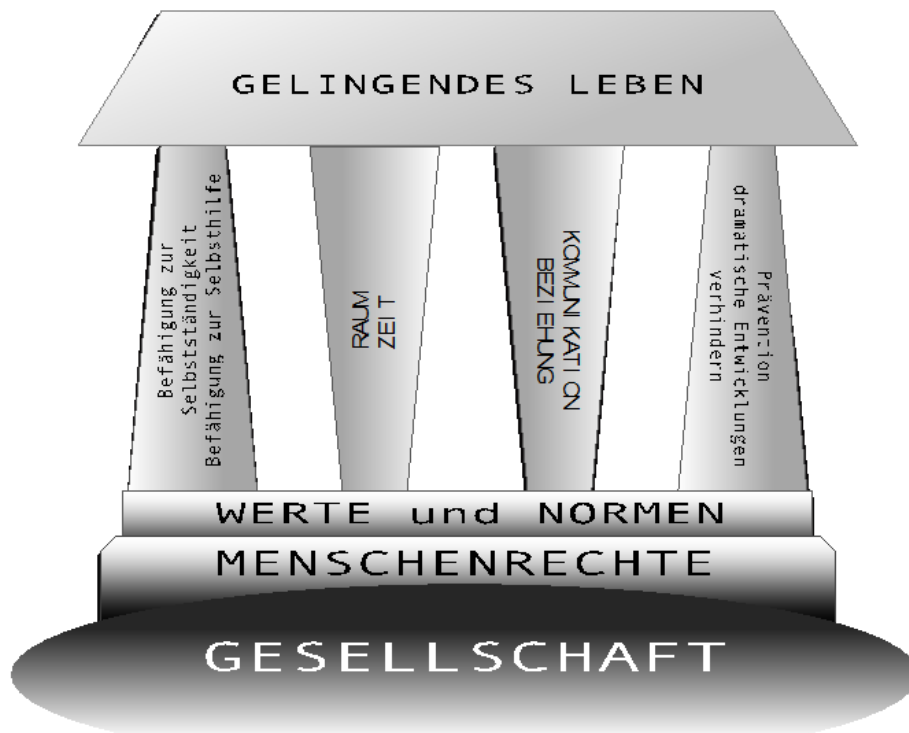 GELINGENDES LEBEN
Befähigung zur
Selbstständigkeit
Befähigung zur Selbsthilfe
RAUM
ZEIT
KOMMUNIKATION
BEZIEHUNG
Prävenzion
dramatische Entwicklungen
verhindern
WERTE und NORMEN
MENSCHENRECHTE
GESELLSCHAFT